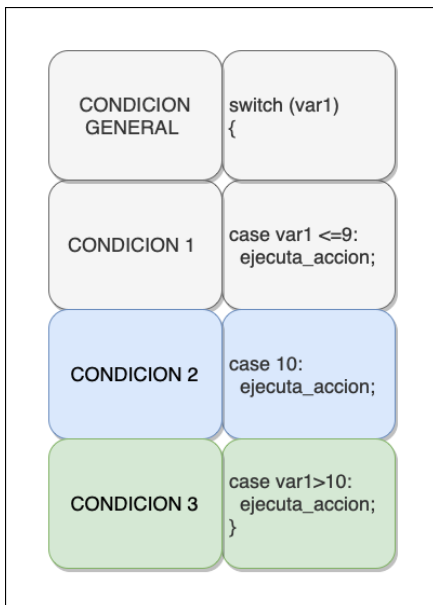 CONDICION
GENERAL
switch (var1)
{
CONDICION 1
case var1 <=9:
ejecuta_accion;
CONDICION 2
case 10:
ejecuta_accion;
CONDICION 3
case var1>10:
ejecuta_accion;
}